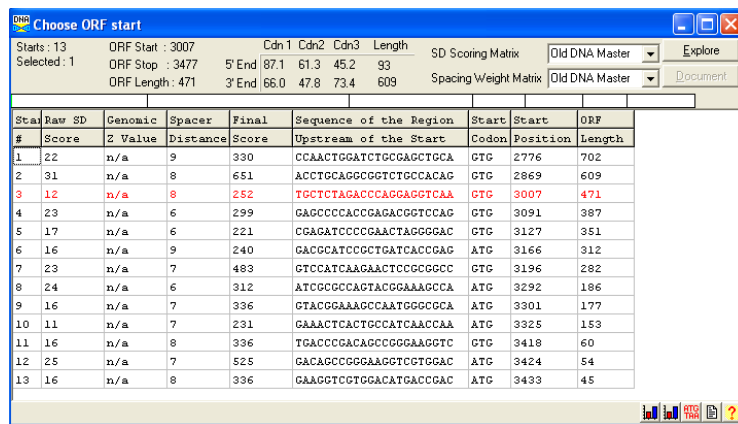 DNA Choose ORF start
Starts : 13 ORF Start : 3007 Cdn 1 Cdn2 Cdn3 Length SD Scoring Matrix Old DNA Master Explore
Selected : 1 ORF Stop : 3477 5' End 87.1 61.3 45.2 93
ORF Length : 471 3' End 66.0 47.8 73.4 609 Spacing Weight Matrix Old DNA Master Document
Star Raw SD Genomic Spacer Final Sequence of the Region Start Start ORF
# Score Z Value Distance Score Upstream of the Start Codon Position Length
1 22 n/a 9 330 CCAACTGGATCTGCGAGCTGCA GTG 2776 702
2 31 n/a 8 651 ACCTGCAGGCGGTCTGCCACAG GTG 2869 609
3 12 n/a 8 252 TGCTCTAGACCCAGGAGGTCAA GTG 3007 471
4 23 n/a 6 299 GAGCCCCACCGAGACGGTCCAG GTG 3091 387
5 17 n/a 6 221 CGAGATCCCCGAACTAGGGGAC GTG 3127 351
6 16 n/a 9 240 GACGCATCCGCTGATCACCGAG ATG 3166 312
7 23 n/a 7 483 GTCCATCAAGAACTCCGCGGCC GTG 3196 282
8 24 n/a 6 312 ATCGCGCCAGTACGGAAAGCCA ATG 3292 186
9 16 n/a 7 336 GTACGGAAAGCCAATGGGCGCA ATG 3301 177
10 11 n/a 7 231 GAAACTCACTGCCATCAACCAA ATG 3325 153
11 16 n/a 8 336 TGACCCGACAGCCGGGAAGGTC GTG 3418 60
12 25 n/a 7 525 GACAGCCGGGAAGGTCGTGGAC ATG 3424 54
13 16 n/a 8 336 GAAGGTCGTGGACATGACCGAC ATG 3433 45
ATG
TAA ?